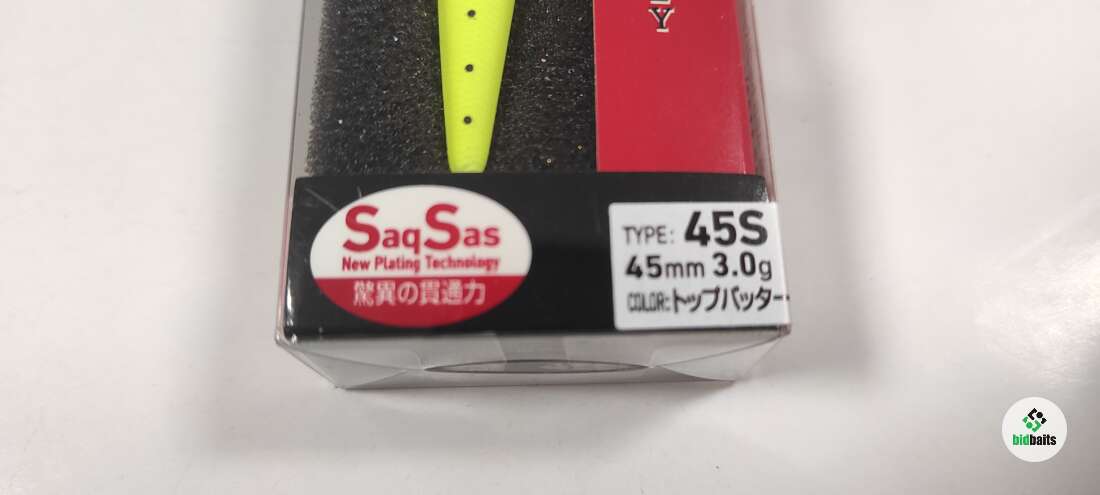 Y
SaqSas
New Plating Technology
驚異の貫通力
TYPE: 45S
45mm 3.0g
COLOR:トップバッター
bidbaits